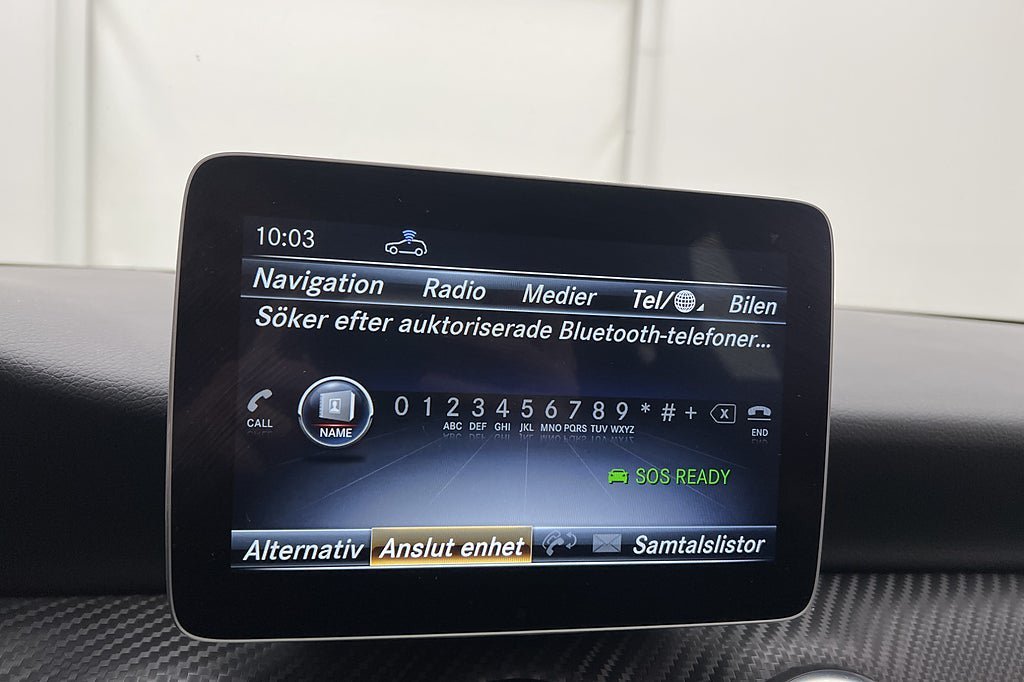 10:03
Navigation Radio Medier Tel/ Bilen
Söker efter auktoriserade Bluetooth-telefoner...
CALL NAME 0 1 2 3 4 5 6 7 8 9 * # + X
ABC DEF GHI JKL MNO PQRS TUV WXYZ END
SOS READY
Alternativ Anslut enhet Samtalslistor